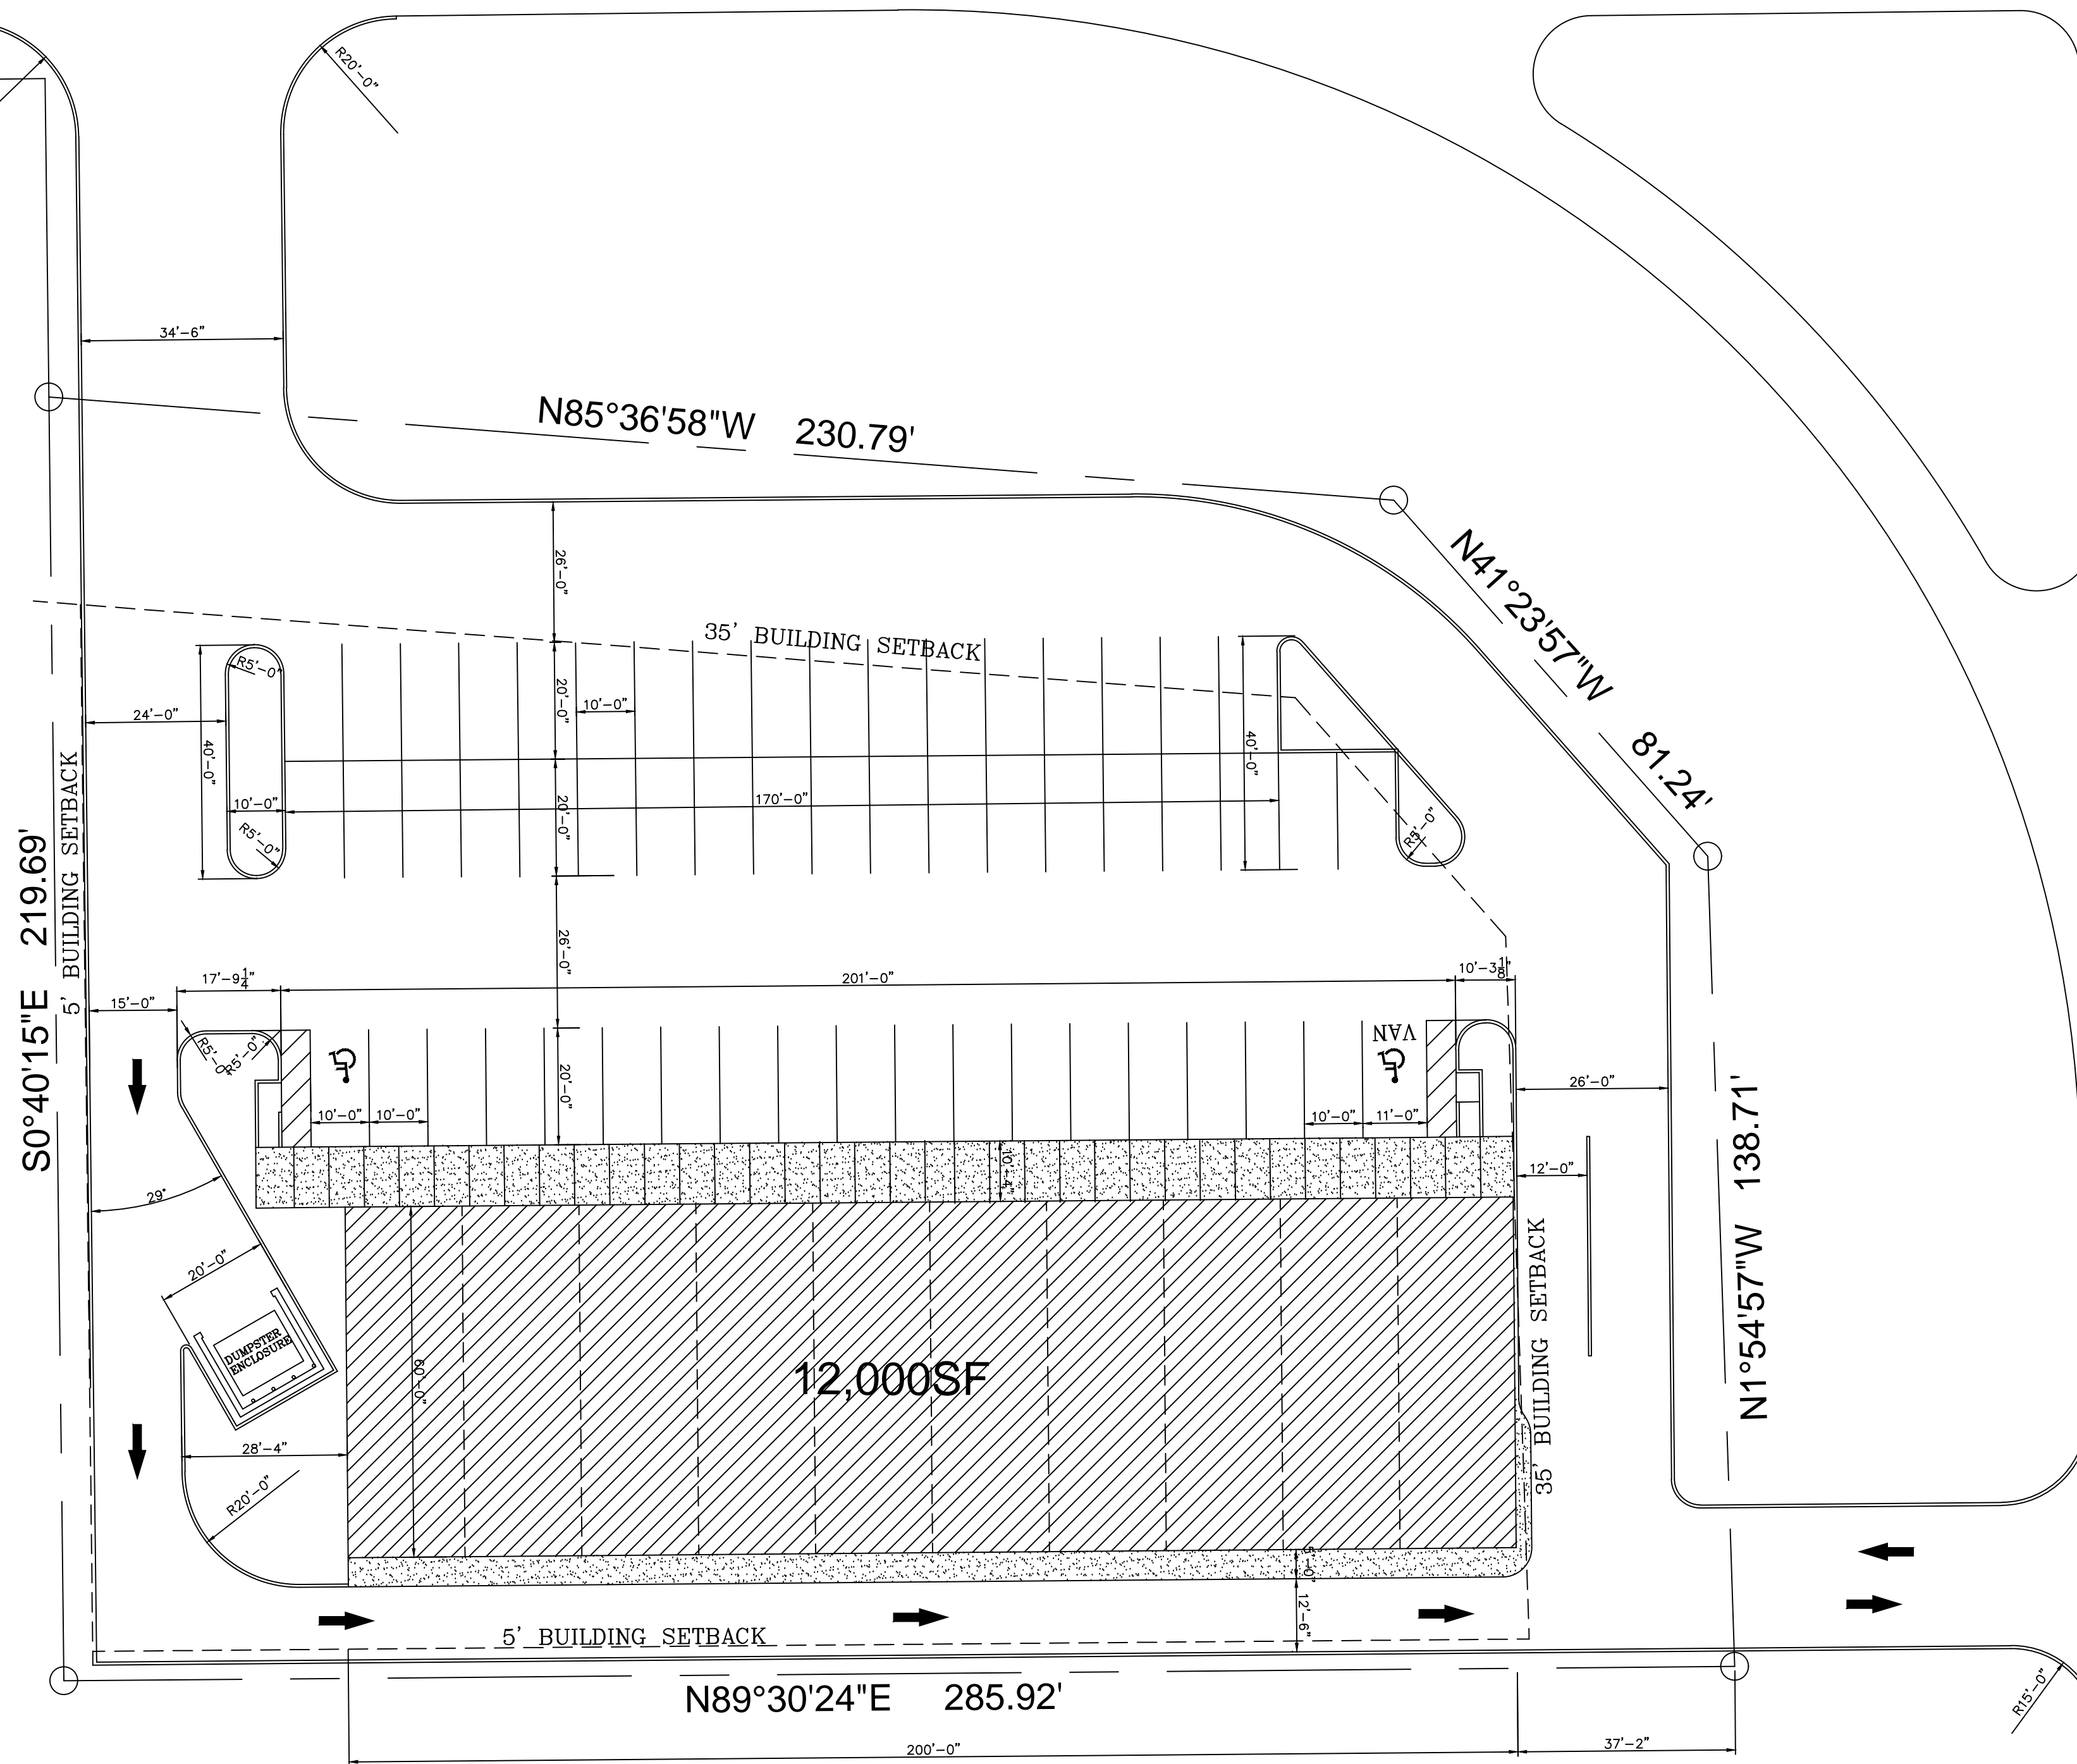 R20'-0"
34'-6"
N85°36'58"W 230.79'
N41°23'57"W 81.24'
26'-0"
35' BUILDING SETBACK
R5'-0"
20'-0"
10'-0"
24'-0"
40'-0"
40'-0"
10'-0"
20'-0"
170'-0"
R5'-0"
R5'-0"
S0°40'15"E 219.69'
5' BUILDING SETBACK
26'-0"
17'-9 1/4"
201'-0"
10'-3 1/8"
15'-0"
R5'-0"
R5'-0"
VAN
20'-0"
26'-0"
10'-0"
10'-0"
10'-0"
11'-0"
10'-4"
12'-0"
29°
N1°54'57"W 138.71'
35' BUILDING SETBACK
20'-0"
DUMPSTER
ENCLOSURE
60'-0"
12,000SF
28'-4"
R20'-0"
5'-0"
12'-6"
5' BUILDING SETBACK
N89°30'24"E 285.92'
R15'-0"
200'-0"
37'-2"